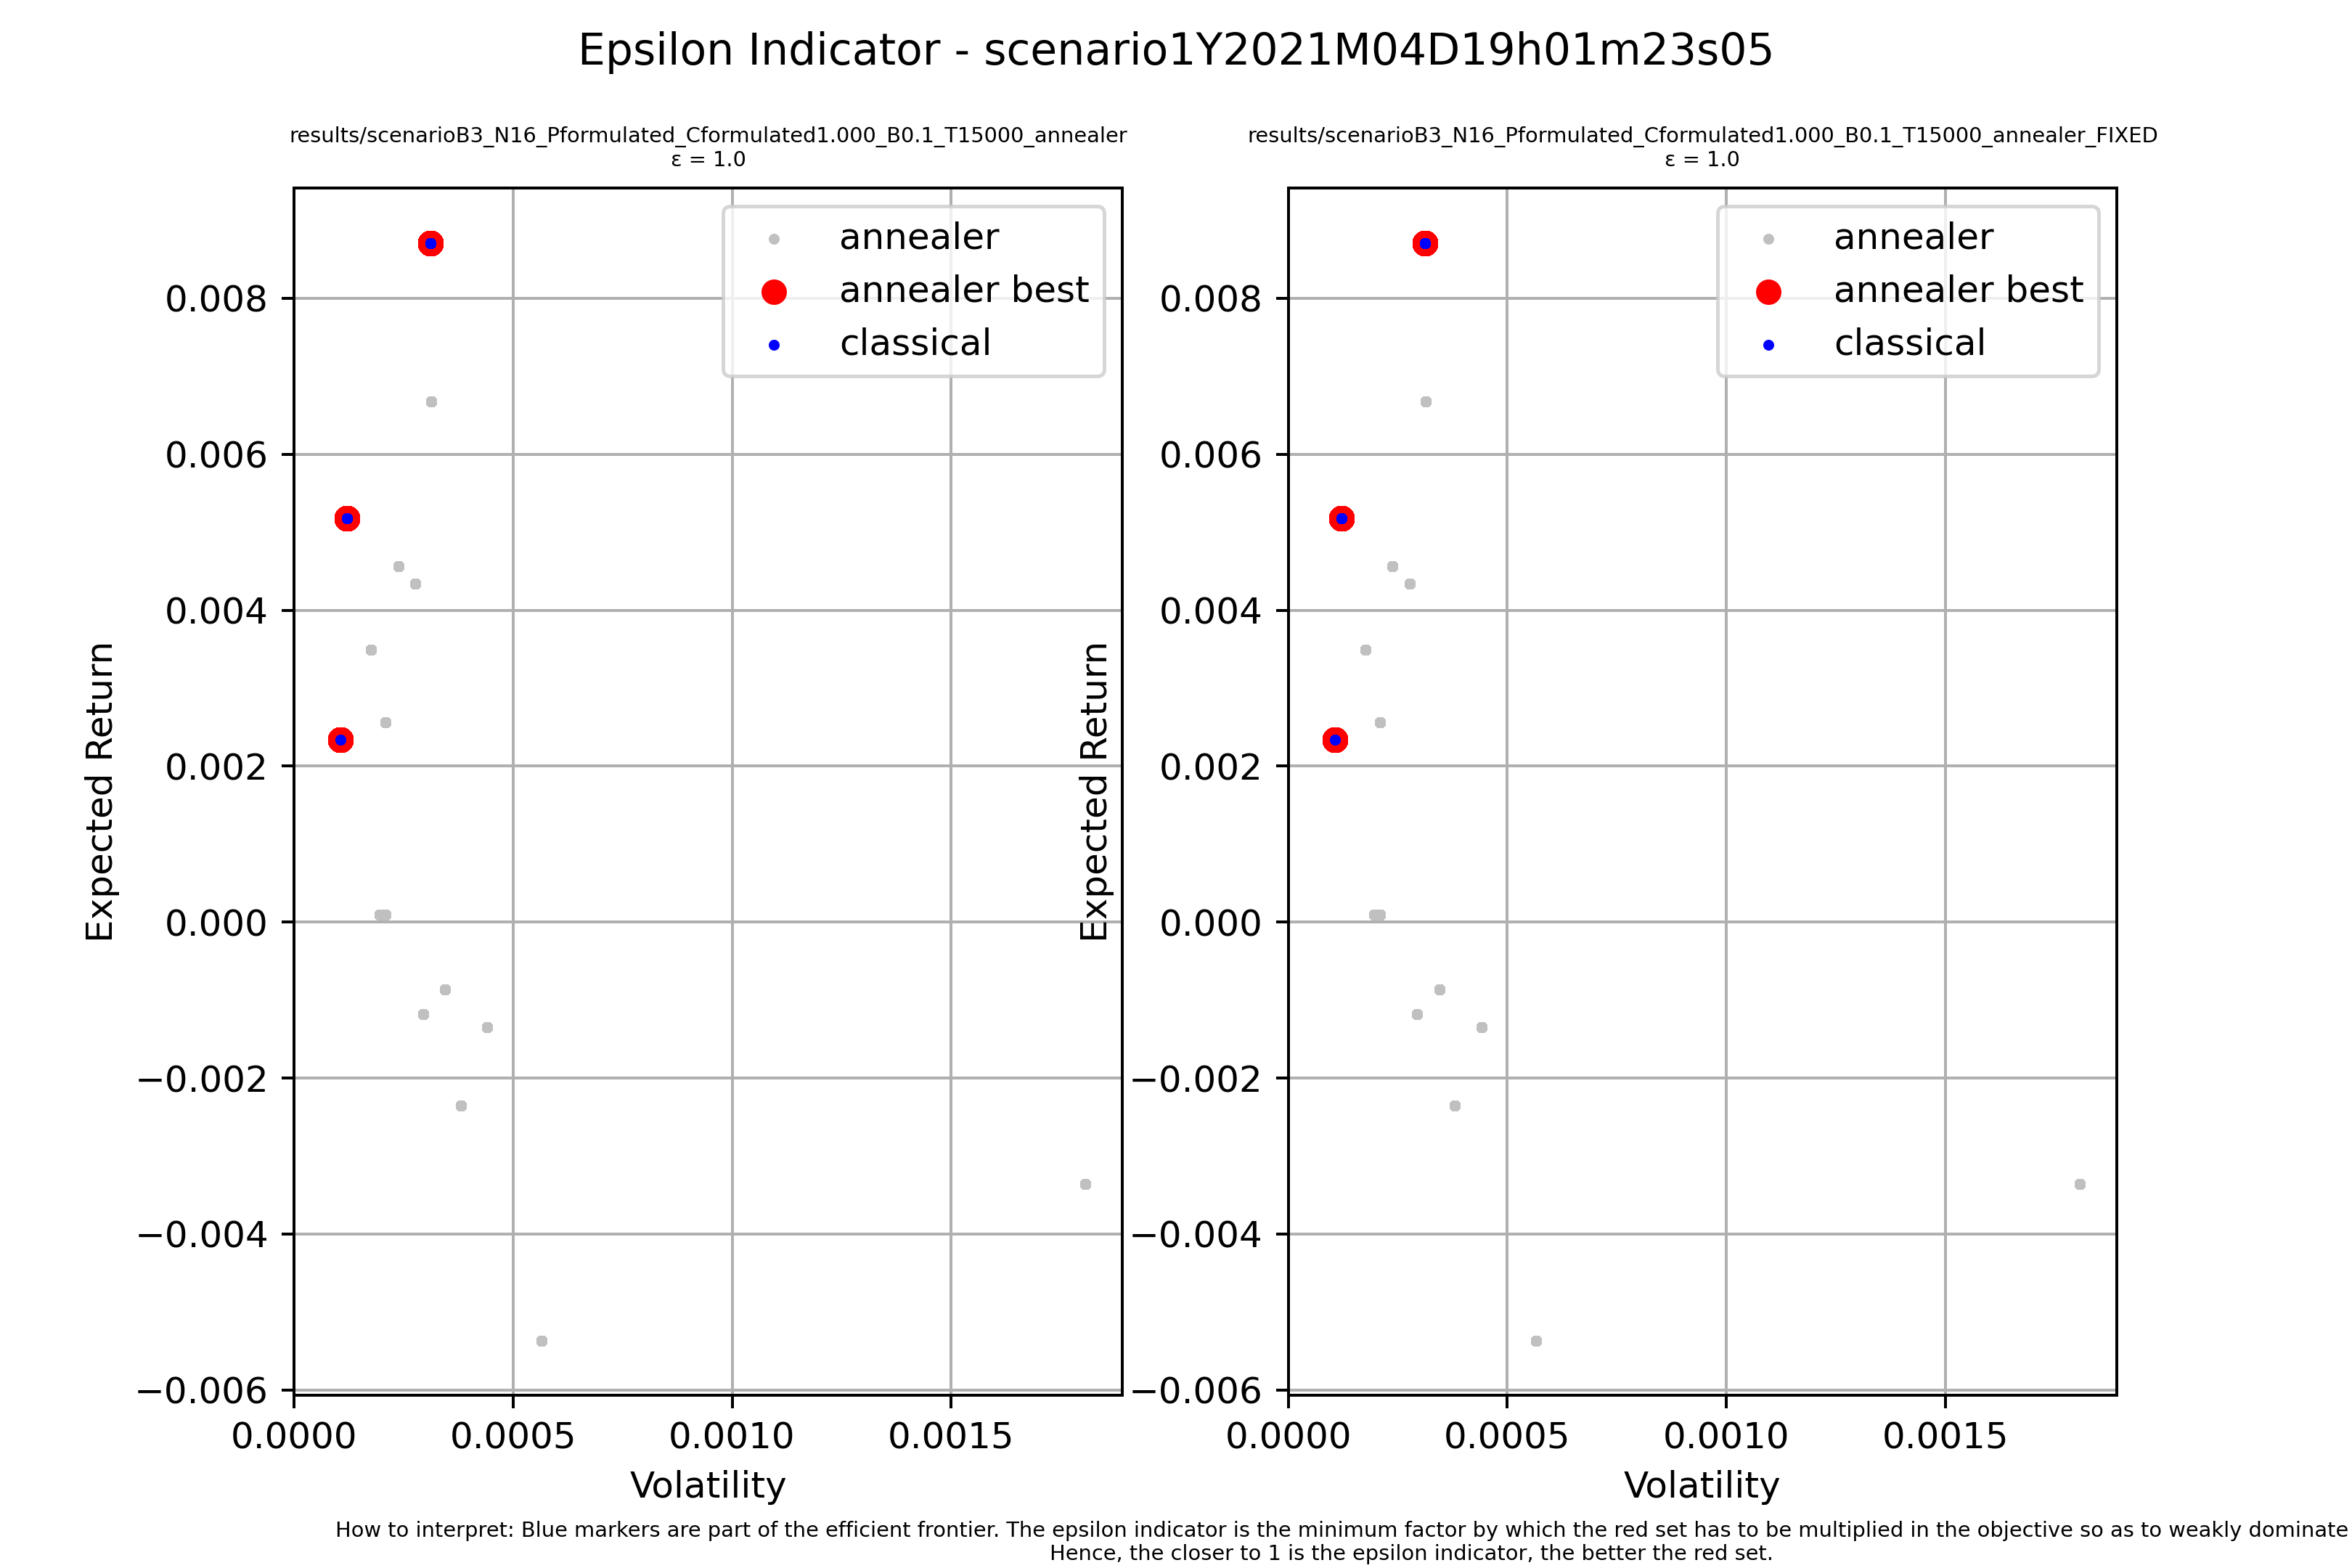 Epsilon Indicator - scenario1Y2021M04D19h01m23s05
results/scenarioB3_N16_Pformulated_Cformulated1.000_B0.1_T15000_annealer
ε = 1.0
annealer
annealer best
classical
0.008
0.006
0.004
0.002
0.000
−0.002
−0.004
−0.006
Expected Return
0.0000
0.0005
0.0010
0.0015
Volatility
results/scenarioB3_N16_Pformulated_Cformulated1.000_B0.1_T15000_annealer_FIXED
ε = 1.0
annealer
annealer best
classical
0.008
0.006
0.004
0.002
0.000
−0.002
−0.004
−0.006
Expected Return
0.0000
0.0005
0.0010
0.0015
Volatility
How to interpret: Blue markers are part of the efficient frontier. The epsilon indicator is the minimum factor by which the red set has to be multiplied in the objective so as to weakly dominate
Hence, the closer to 1 is the epsilon indicator, the better the red set.